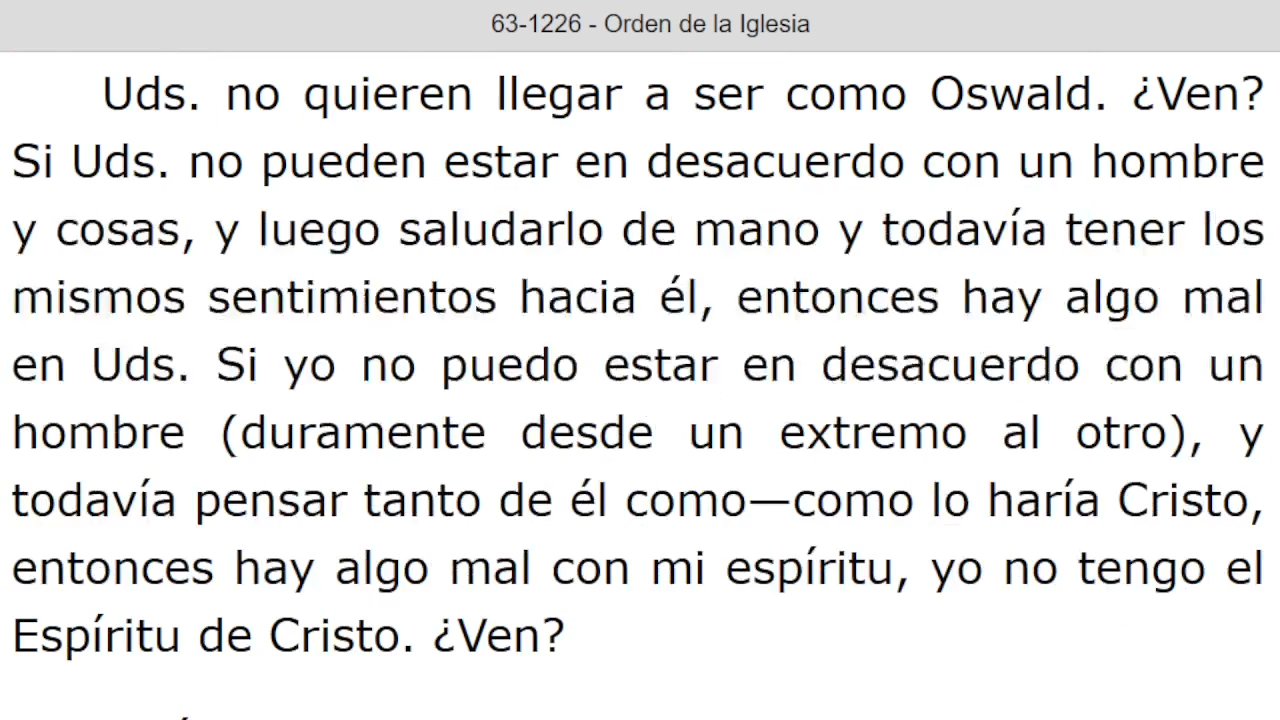 63-1226 - Orden de la Iglesia
Uds. no quieren llegar a ser como Oswald. ¿Ven?
Si Uds. no pueden estar en desacuerdo con un hombre
y cosas, y luego saludarlo de mano y todavía tener los
mismos sentimientos hacia él, entonces hay algo mal
en Uds. Si yo no puedo estar en desacuerdo con un
hombre (duramente desde un extremo al otro), y
todavía pensar tanto de él como—como lo haría Cristo,
entonces hay algo mal con mi espíritu, yo no tengo el
Espíritu de Cristo. ¿Ven?